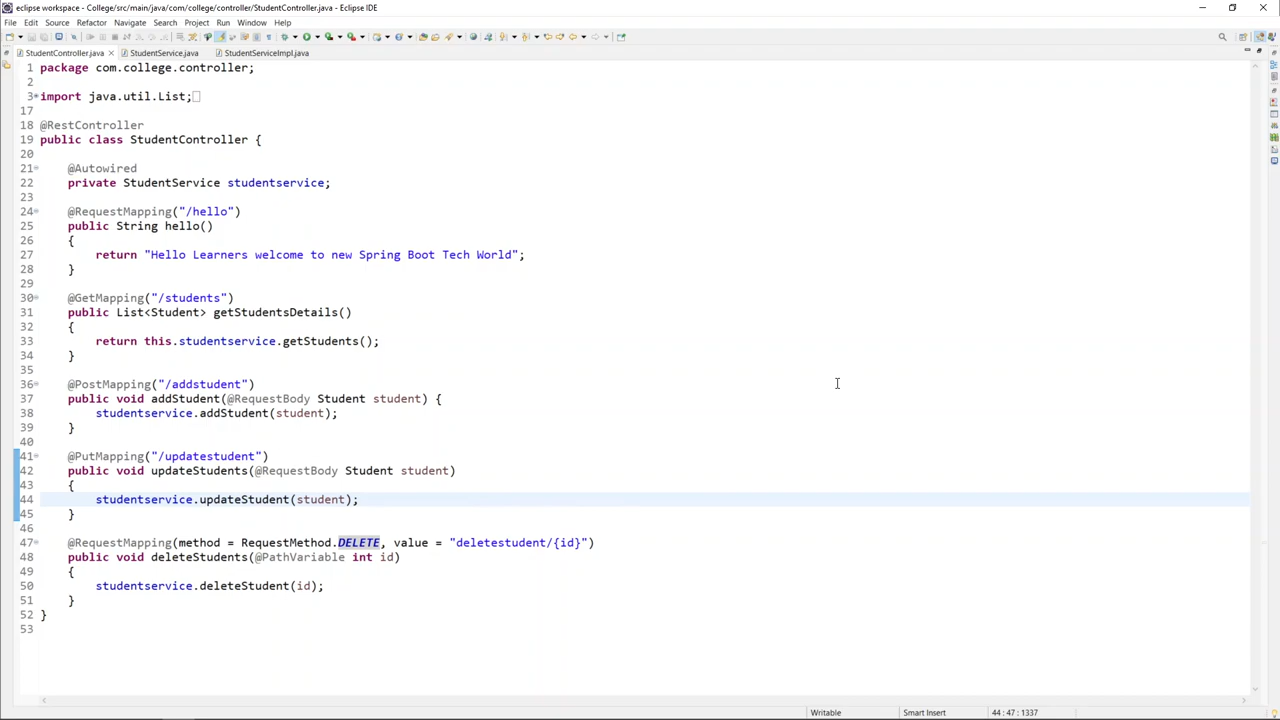 eclipse workspace - College/src/main/java/com/college/controller/StudentController.java - Eclipse IDE
File Edit Source Refactor Navigate Search Project Run Window Help
StudentController.java StudentService.java StudentServiceImpl.java
1 package com.college.controller;
2
3 import java.util.List;
17
18 @RestController
19 public class StudentController {
20
21 @Autowired
22 private StudentService studentservice;
23
24 @RequestMapping("/hello")
25 public String hello()
26 {
27 return "Hello Learners welcome to new Spring Boot Tech World";
28 }
29
30 @GetMapping("/students")
31 public List<Student> getStudentsDetails()
32 {
33 return this.studentservice.getStudents();
34 }
35
36 @PostMapping("/addstudent")
37 public void addStudent(@RequestBody Student student) {
38 studentservice.addStudent(student);
39 }
40
41 @PutMapping("/updatestudent")
42 public void updateStudents(@RequestBody Student student)
43 {
44 studentservice.updateStudent(student);
45 }
46
47 @RequestMapping(method = RequestMethod.DELETE, value = "deletestudent/{id}")
48 public void deleteStudents(@PathVariable int id)
49 {
50 studentservice.deleteStudent(id);
51 }
52 }
53
Writable Smart Insert 44 : 47 : 1337